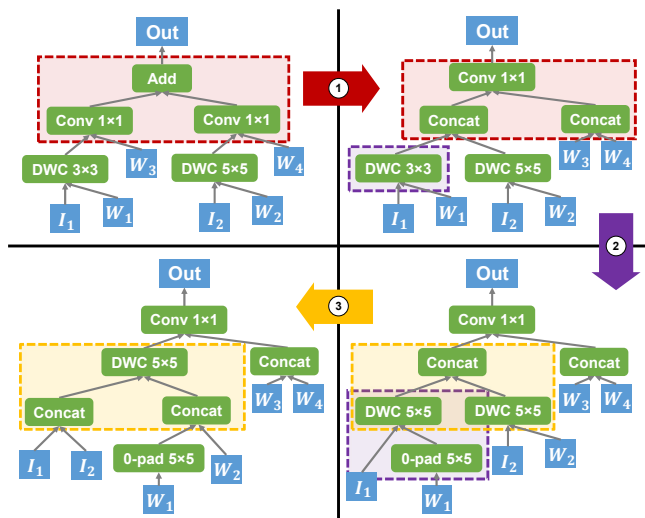 Out
Add
Conv 1×1 Conv 1×1
DWC 3×3 W₃ DWC 5×5 W₄
I₁ W₁ I₂ W₂
1
Out
Conv 1×1
Concat Concat
DWC 3×3 DWC 5×5 W₃ W₄
I₁ W₁ I₂ W₂
2
Out
Conv 1×1
Concat Concat
DWC 5×5 DWC 5×5 W₃ W₄
0-pad 5×5 I₂ W₂
I₁ W₁
3
Out
Conv 1×1
DWC 5×5 Concat
Concat Concat W₃ W₄
I₁ I₂ 0-pad 5×5 W₂
W₁